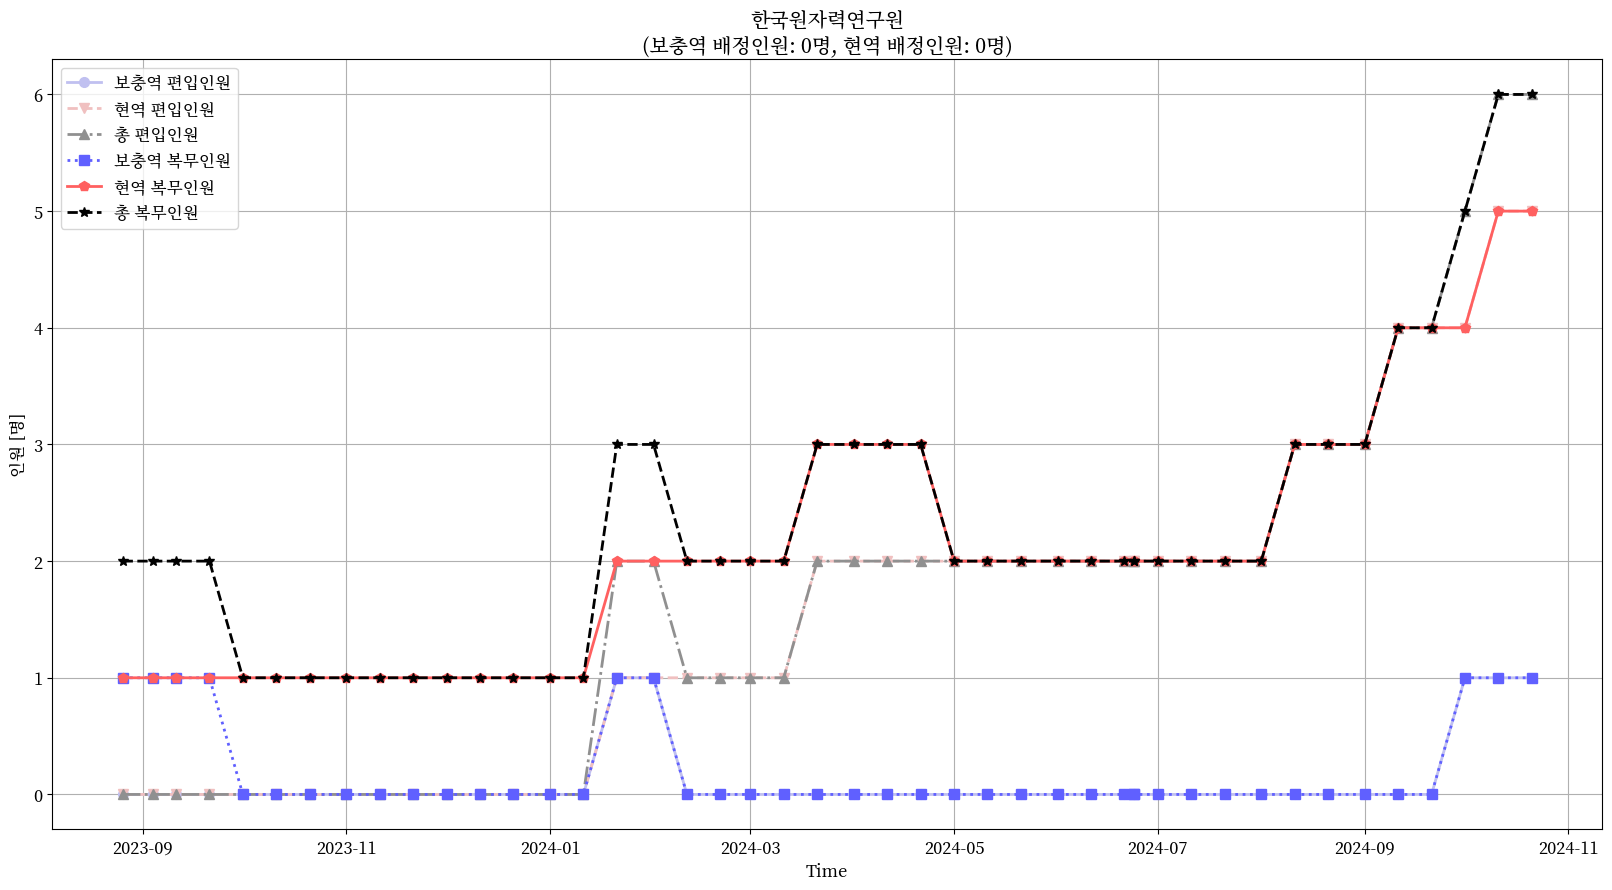 한국원자력연구원
(보충역 배정인원: 0명, 현역 배정인원: 0명)
보충역 편입인원
현역 편입인원
총 편입인원
보충역 복무인원
현역 복무인원
총 복무인원
6
5
4
3
2
1
0
인원 [명]
2023-09
2023-11
2024-01
2024-03
2024-05
2024-07
2024-09
2024-11
Time